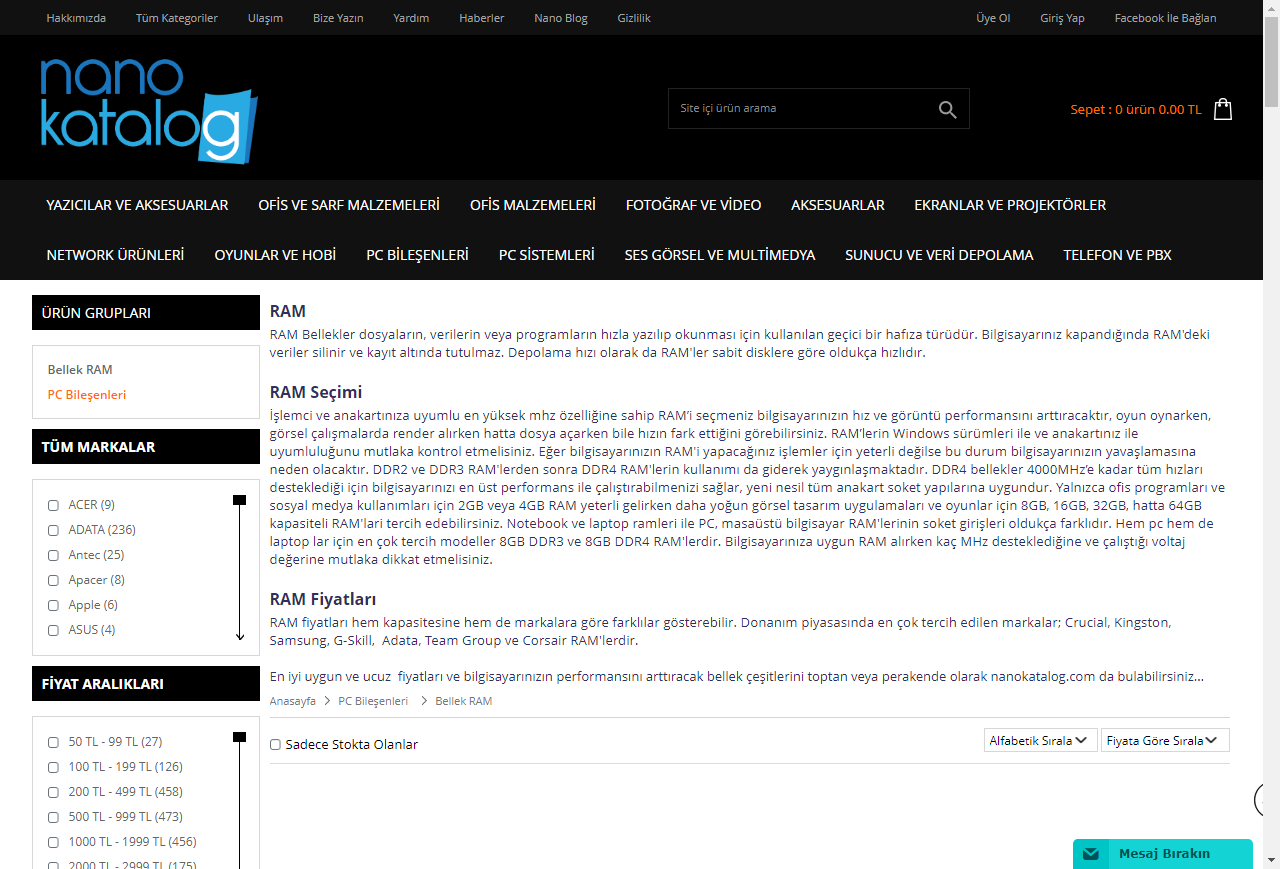 Hakkımızda Tüm Kategoriler Ulaşım Bize Yazın Yardım Haberler Nano Blog Gizlilik Üye Ol Giriş Yap Facebook İle Bağlan
nano
katalog
Site içi ürün arama
Sepet : 0 ürün 0.00 TL
YAZICILAR VE AKSESUARLAR OFİS VE SARF MALZEMELERİ OFİS MALZEMELERİ FOTOĞRAF VE VİDEO AKSESUARLAR EKRANLAR VE PROJEKTÖRLER
NETWORK ÜRÜNLERİ OYUNLAR VE HOBİ PC BİLEŞENLERİ PC SİSTEMLERİ SES GÖRSEL VE MULTİMEDYA SUNUCU VE VERİ DEPOLAMA TELEFON VE PBX
ÜRÜN GRUPLARI
Bellek RAM
PC Bileşenleri
TÜM MARKALAR
ACER (9)
ADATA (236)
Antec (25)
Apacer (8)
Apple (6)
ASUS (4)
FİYAT ARALIKLARI
50 TL - 99 TL (27)
100 TL - 199 TL (126)
200 TL - 499 TL (458)
500 TL - 999 TL (473)
1000 TL - 1999 TL (456)
2000 TL - 2999 TL (175)
RAM
RAM Bellekler dosyaların, verilerin veya programların hızla yazılıp okunması için kullanılan geçici bir hafıza türüdür. Bilgisayarınız kapandığında RAM'deki
veriler silinir ve kayıt altında tutulmaz. Depolama hızı olarak da RAM'ler sabit disklere göre oldukça hızlıdır.
RAM Seçimi
İşlemci ve anakartınıza uyumlu en yüksek mhz özelliğine sahip RAM’i seçmeniz bilgisayarınızın hız ve görüntü performansını arttıracaktır, oyun oynarken,
görsel çalışmalarda render alırken hatta dosya açarken bile hızın fark ettiğini görebilirsiniz. RAM’lerin Windows sürümleri ile ve anakartınız ile
uyumluluğunu mutlaka kontrol etmelisiniz. Eğer bilgisayarınızın RAM'i yapacağınız işlemler için yeterli değilse bu durum bilgisayarınızın yavaşlamasına
neden olacaktır. DDR2 ve DDR3 RAM'lerden sonra DDR4 RAM'lerin kullanımı da giderek yaygınlaşmaktadır. DDR4 bellekler 4000MHz’e kadar tüm hızları
desteklediği için bilgisayarınızı en üst performans ile çalıştırabilmenizi sağlar, yeni nesil tüm anakart soket yapılarına uygundur. Yalnızca ofis programları ve
sosyal medya kullanımları için 2GB veya 4GB RAM yeterli gelirken daha yoğun görsel tasarım uygulamaları ve oyunlar için 8GB, 16GB, 32GB, hatta 64GB
kapasiteli RAM'lari tercih edebilirsiniz. Notebook ve laptop ramleri ile PC, masaüstü bilgisayar RAM'lerinin soket girişleri oldukça farklıdır. Hem pc hem de
laptop lar için en çok tercih modeller 8GB DDR3 ve 8GB DDR4 RAM'lerdir. Bilgisayarınıza uygun RAM alırken kaç MHz desteklediğine ve çalıştığı voltaj
değerine mutlaka dikkat etmelisiniz.
RAM Fiyatları
RAM fiyatları hem kapasitesine hem de markalara göre farklılar gösterebilir. Donanım piyasasında en çok tercih edilen markalar; Crucial, Kingston,
Samsung, G-Skill, Adata, Team Group ve Corsair RAM'lerdir.
En iyi uygun ve ucuz fiyatları ve bilgisayarınızın performansını arttıracak bellek çeşitlerini toptan veya perakende olarak nanokatalog.com da bulabilirsiniz...
Anasayfa PC Bileşenleri Bellek RAM
Sadece Stokta Olanlar Alfabetik Sırala Fiyata Göre Sırala
Mesaj Bırakın